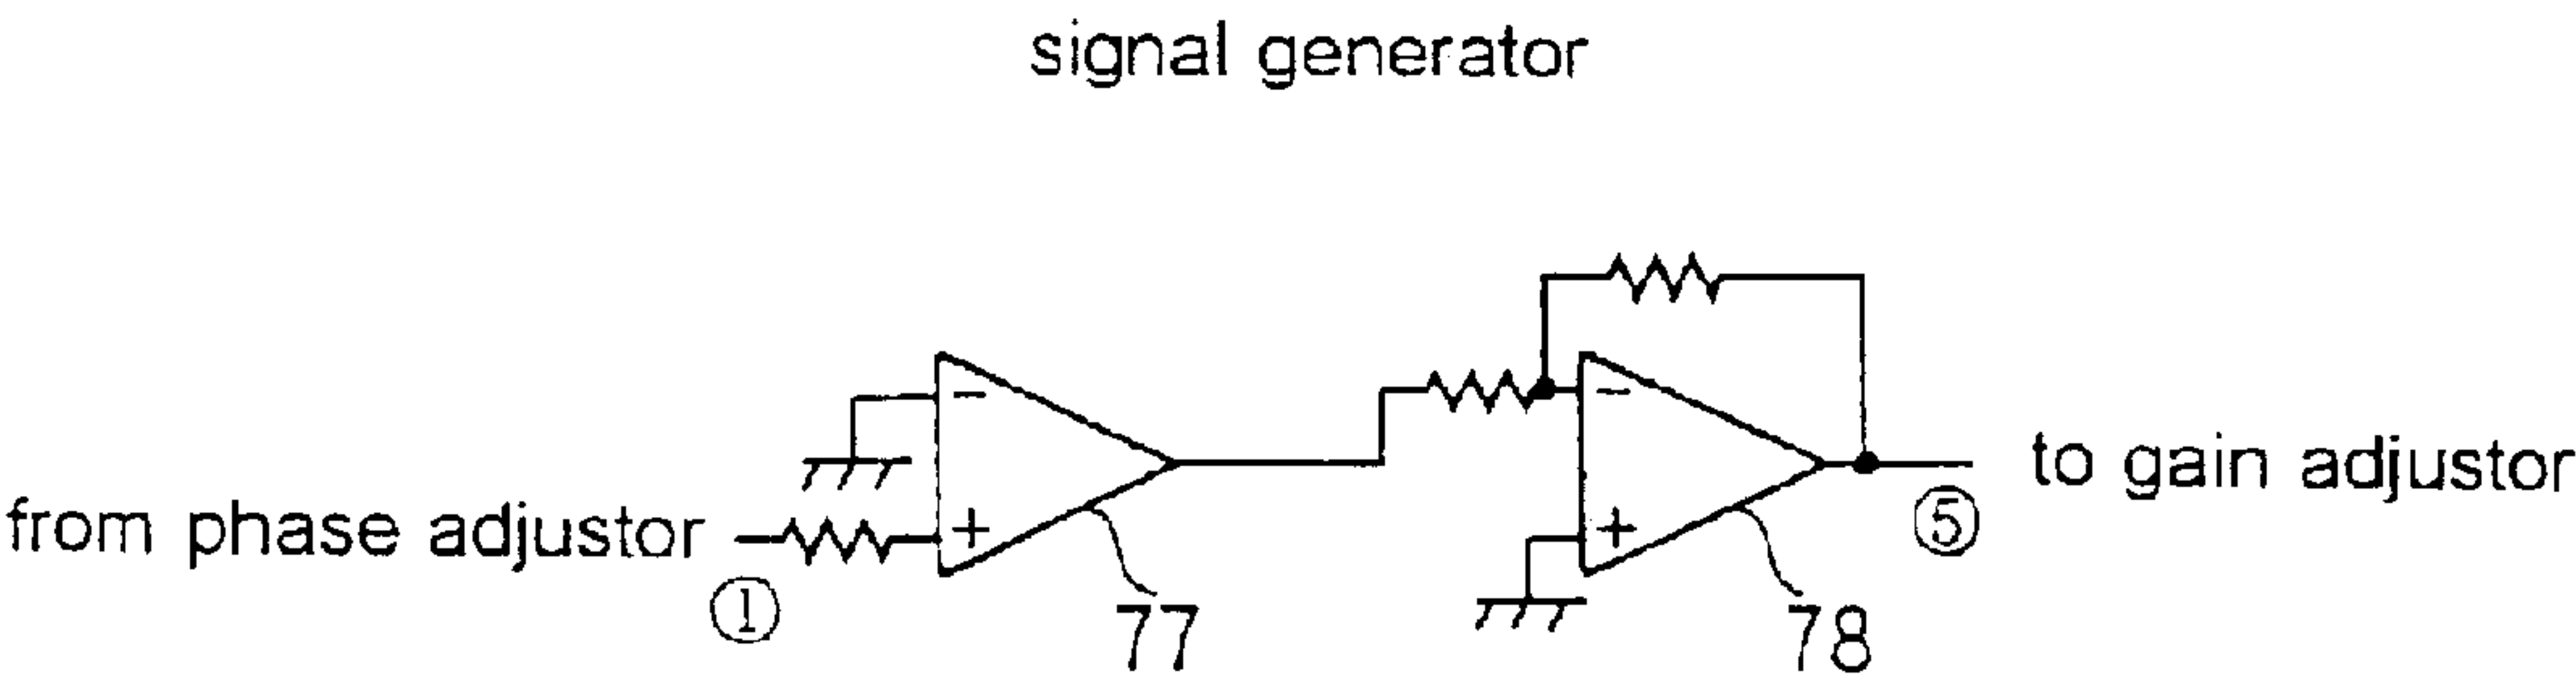 signal generator
− −
to gain adjustor
from phase adjustor + + ⑤
①
77 78